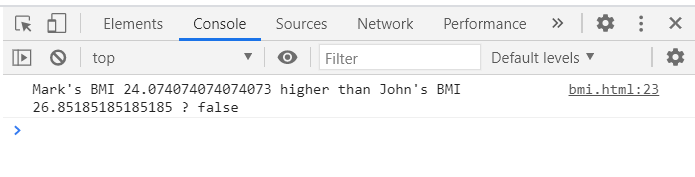 Elements Console Sources Network Performance »
top Filter Default levels
Mark's BMI 24.074074074074073 higher than John's BMI bmi.html:23
26.85185185185185 ? false
>